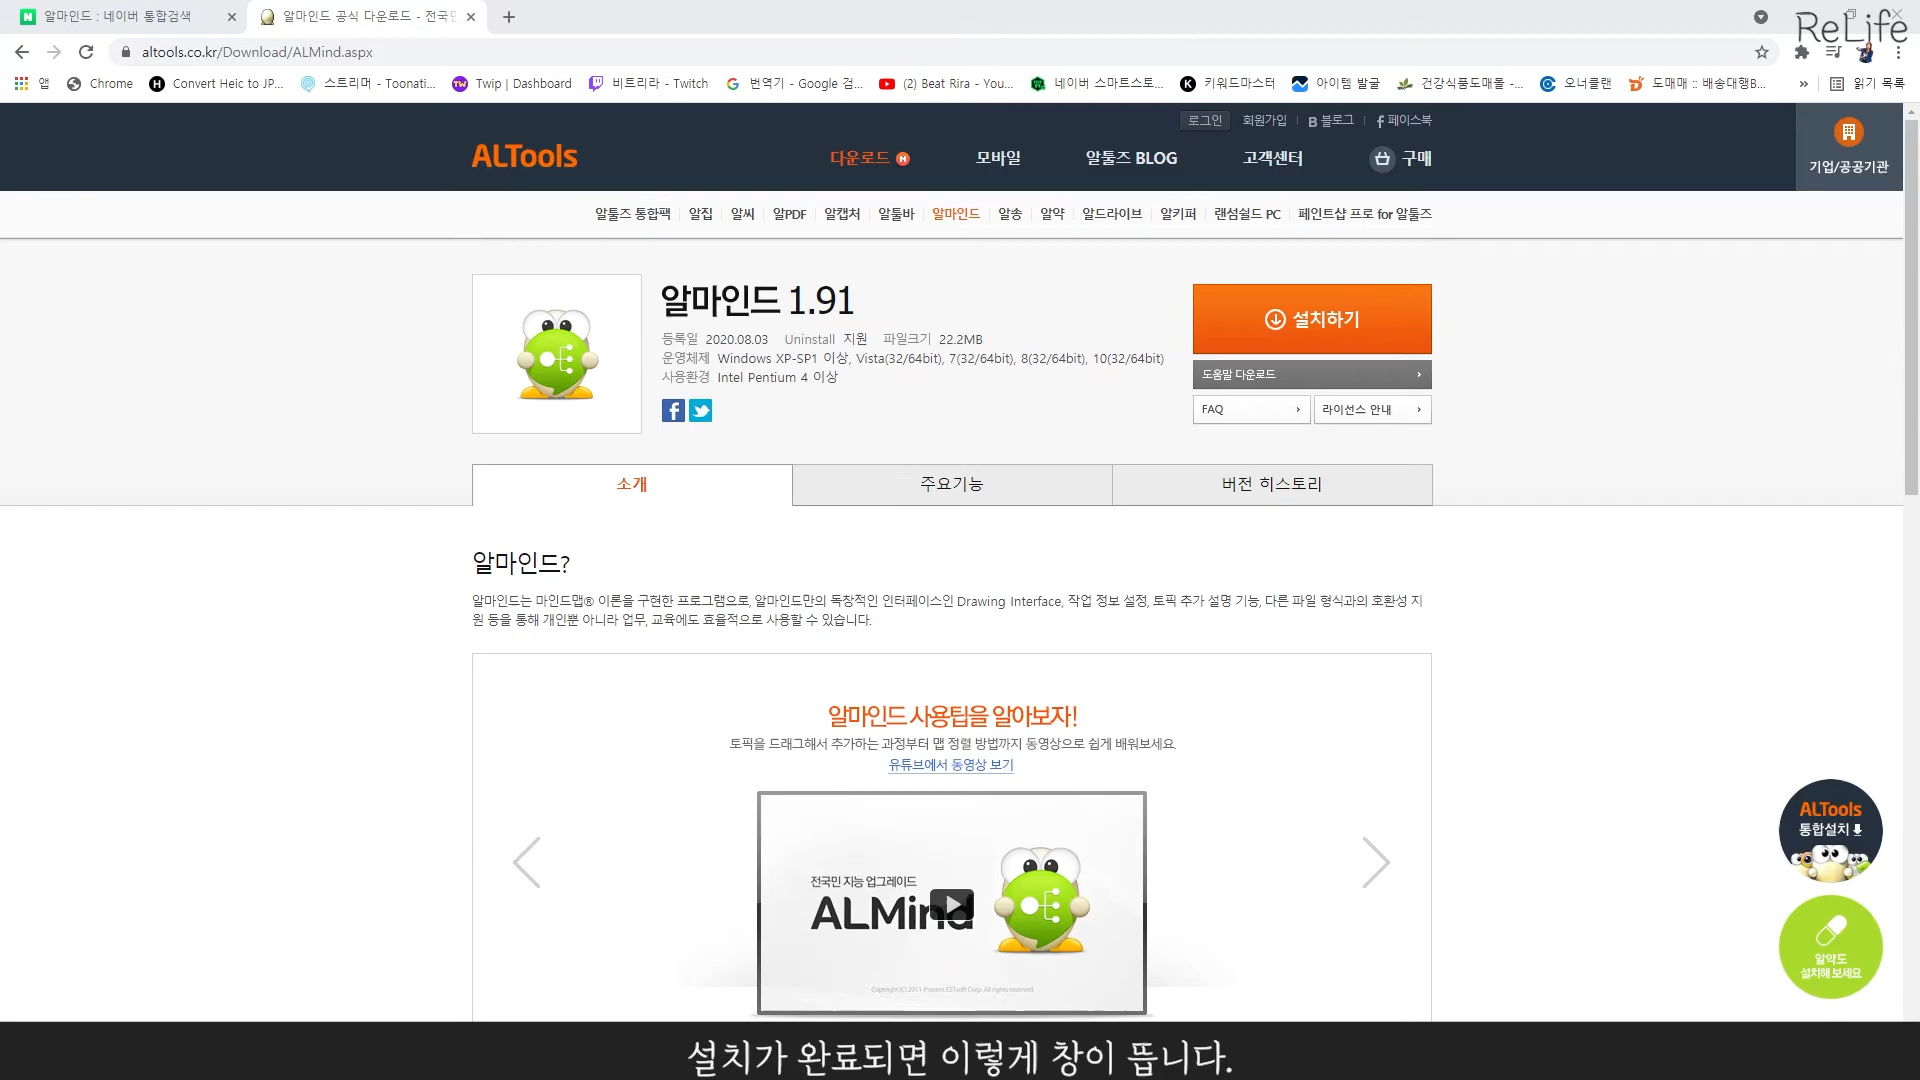 알마인드 : 네이버 통합검색
알마인드 공식 다운로드 - 전국민
ReLife
altools.co.kr/Download/ALMind.aspx
앱 Chrome Convert Heic to JP... 스트리머 - Toonati... Twip | Dashboard 비트리라 - Twitch 번역기 - Google 검... (2) Beat Rira - You... 네이버 스마트스토... 키워드마스터 아이템 발굴 건강식품도매몰 -... 오너클랜 도매매 :: 배송대행B... » 읽기 목록
로그인 회원가입 B 블로그 f 페이스북
ALTools 다운로드 N 모바일 알툴즈 BLOG 고객센터 구매
기업/공공기관
알툴즈 통합팩 알집 알씨 알PDF 알캡처 알툴바 알마인드 알송 알약 알드라이브 알키퍼 랜섬쉴드 PC 페인트샵 프로 for 알툴즈
알마인드 1.91
등록일 2020.08.03 Uninstall 지원 파일크기 22.2MB
운영체제 Windows XP-SP1 이상, Vista(32/64bit), 7(32/64bit), 8(32/64bit), 10(32/64bit)
사용환경 Intel Pentium 4 이상
설치하기
도움말 다운로드
FAQ 라이선스 안내
소개 주요기능 버전 히스토리
알마인드?
알마인드는 마인드맵® 이론을 구현한 프로그램으로, 알마인드만의 독창적인 인터페이스인 Drawing Interface, 작업 정보 설정, 토픽 추가 설명 기능, 다른 파일 형식과의 호환성 지
원 등을 통해 개인뿐 아니라 업무, 교육에도 효율적으로 사용할 수 있습니다.
알마인드 사용팁을 알아보자!
토픽을 드래그해서 추가하는 과정부터 맵 정렬 방법까지 동영상으로 쉽게 배워보세요.
유튜브에서 동영상 보기
전국민 지능 업그레이드
ALMind
Copyright (C) 2011-Present ESTsoft Corp. All rights reserved.
ALTools
통합설치
알약도
설치해 보세요
설치가 완료되면 이렇게 창이 뜹니다.